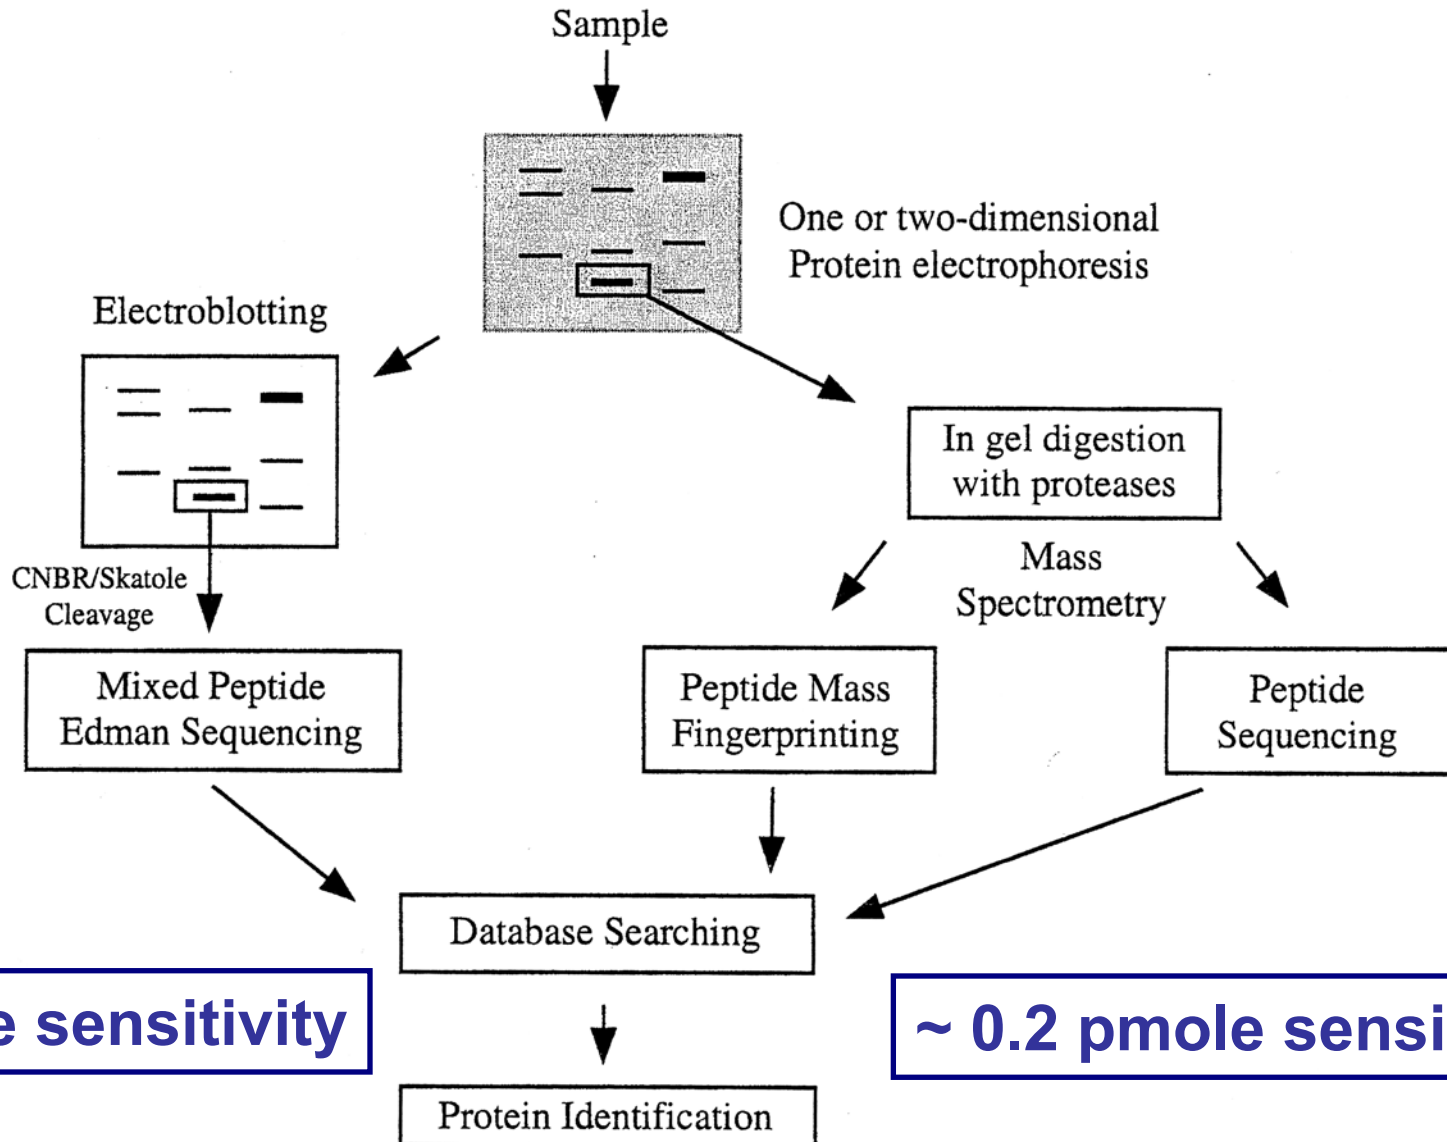 Sample
One or two-dimensional
Protein electrophoresis
Electroblotting
In gel digestion
with proteases
CNBR/Skatole
Cleavage
Mass
Spectrometry
Mixed Peptide
Edman Sequencing
Peptide Mass
Fingerprinting
Peptide
Sequencing
Database Searching
sensitivity
~ 0.2 pmole
Protein Identification